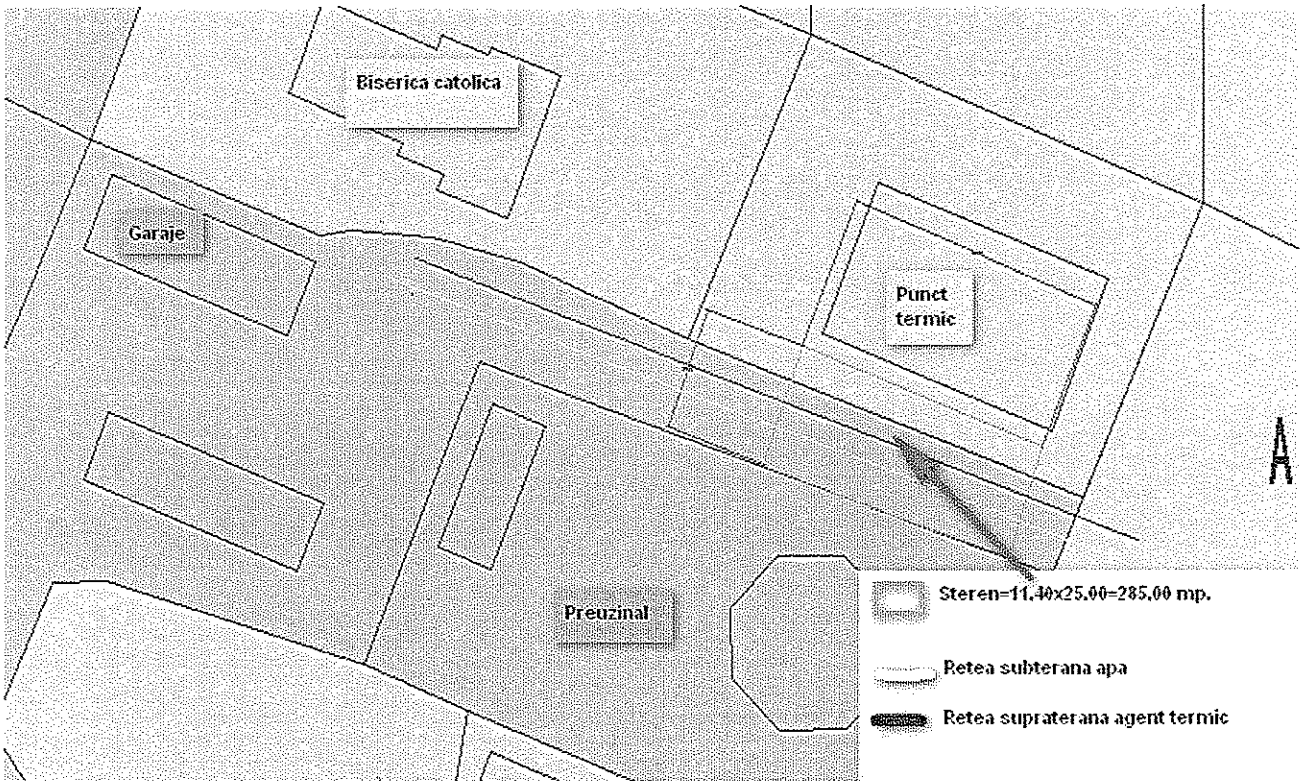 Biserica catolica
Garaje
Punct
termic
A
Preuzinal
Steren=11,40x25.00=285,00 mp.
Retea subterana apa
Retea supraterana agent termic